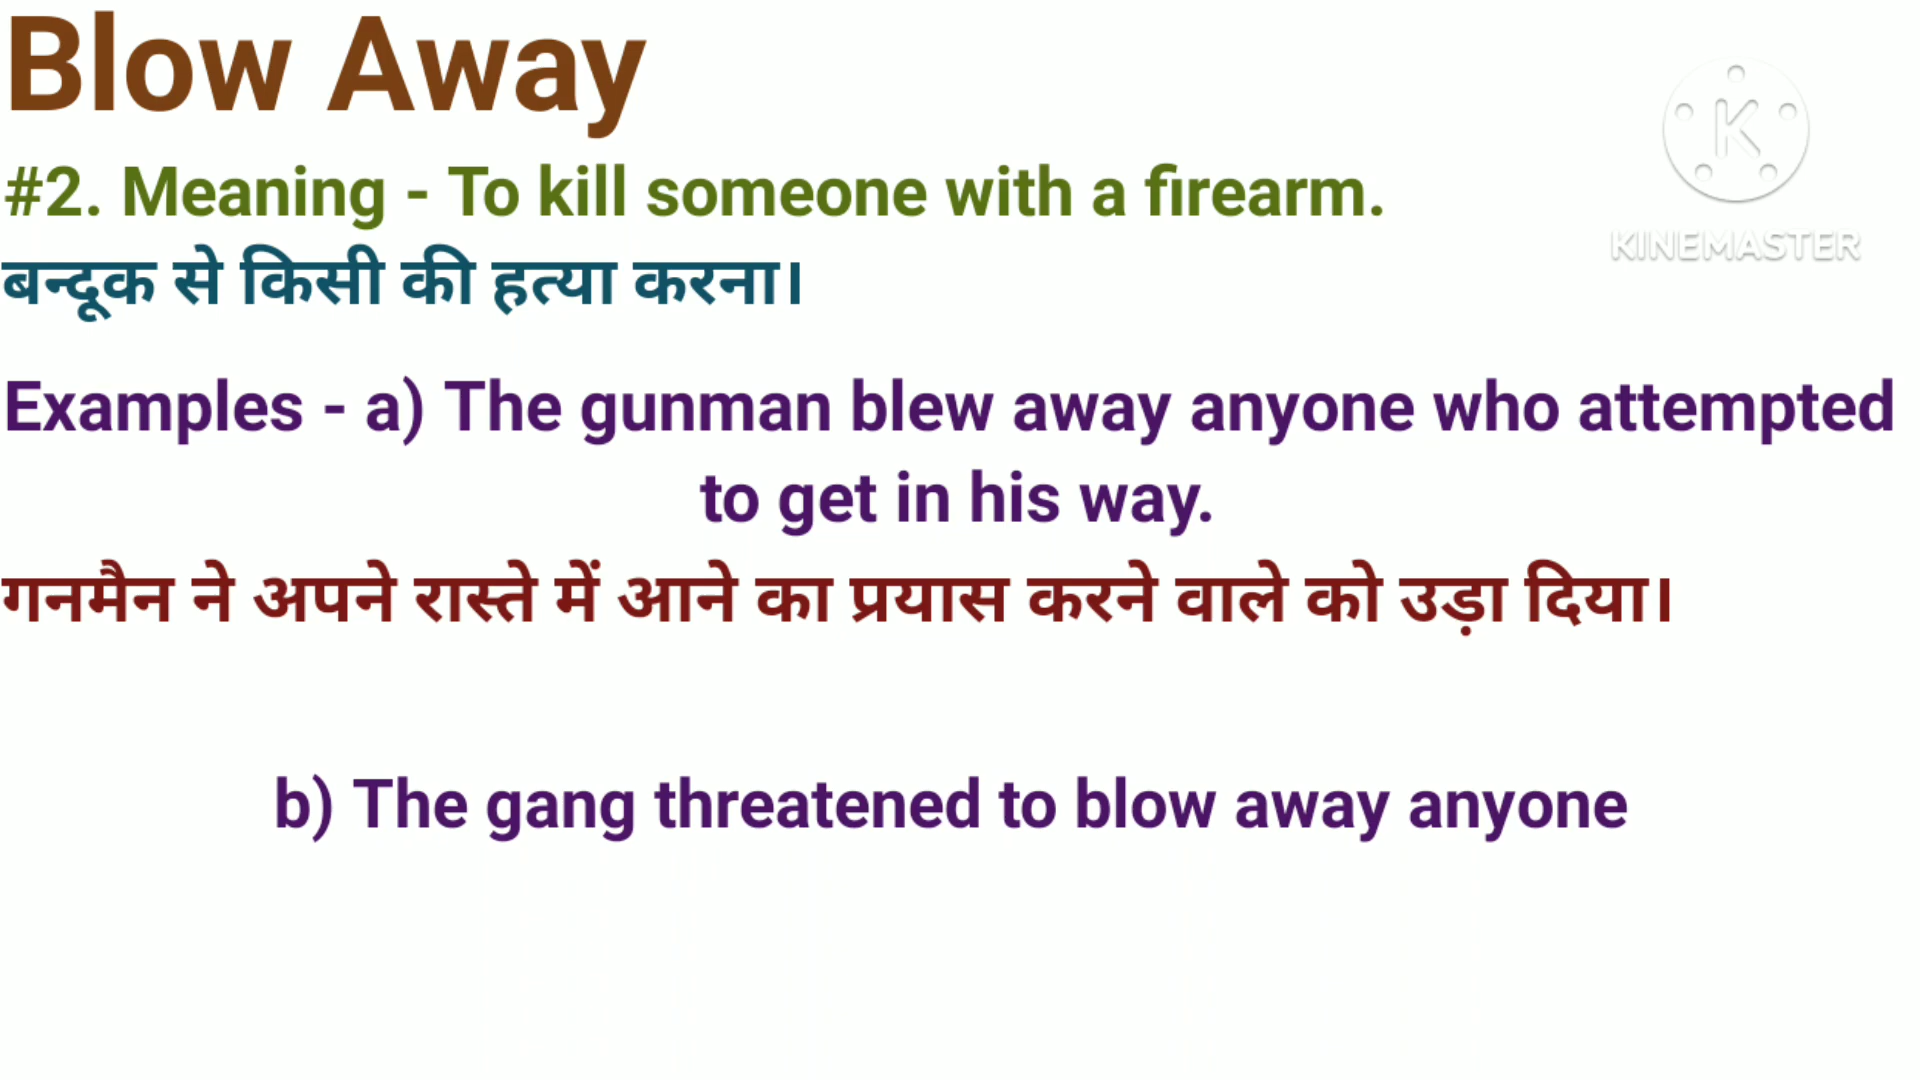 Blow Away
#2. Meaning - To kill someone with a firearm.
बन्दूक से किसी की हत्या करना।
Examples - a) The gunman blew away anyone who attempted
to get in his way.
गनमैन ने अपने रास्ते में आने का प्रयास करने वाले को उड़ा दिया।
b) The gang threatened to blow away anyone
K
KINEMASTER